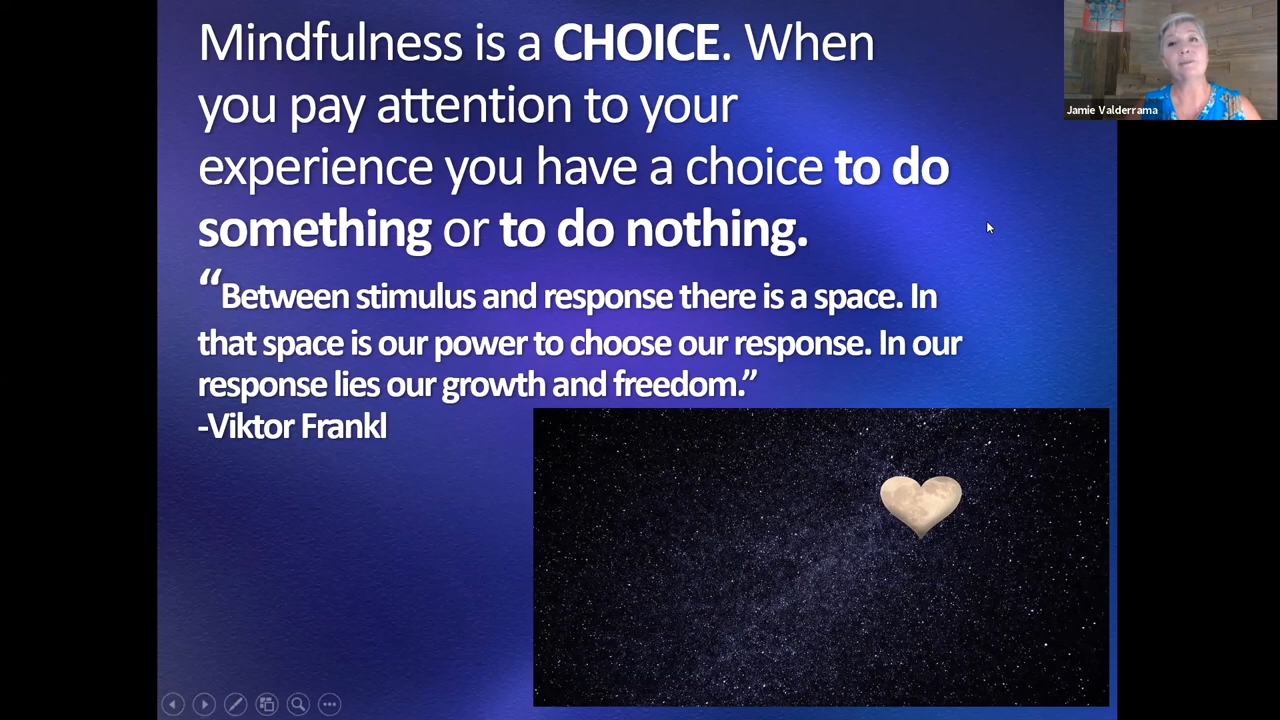 Mindfulness is a CHOICE. When
you pay attention to your
experience you have a choice to do
something or to do nothing.
“Between stimulus and response there is a space. In
that space is our power to choose our response. In our
response lies our growth and freedom.”
-Viktor Frankl
Jamie Valderrama